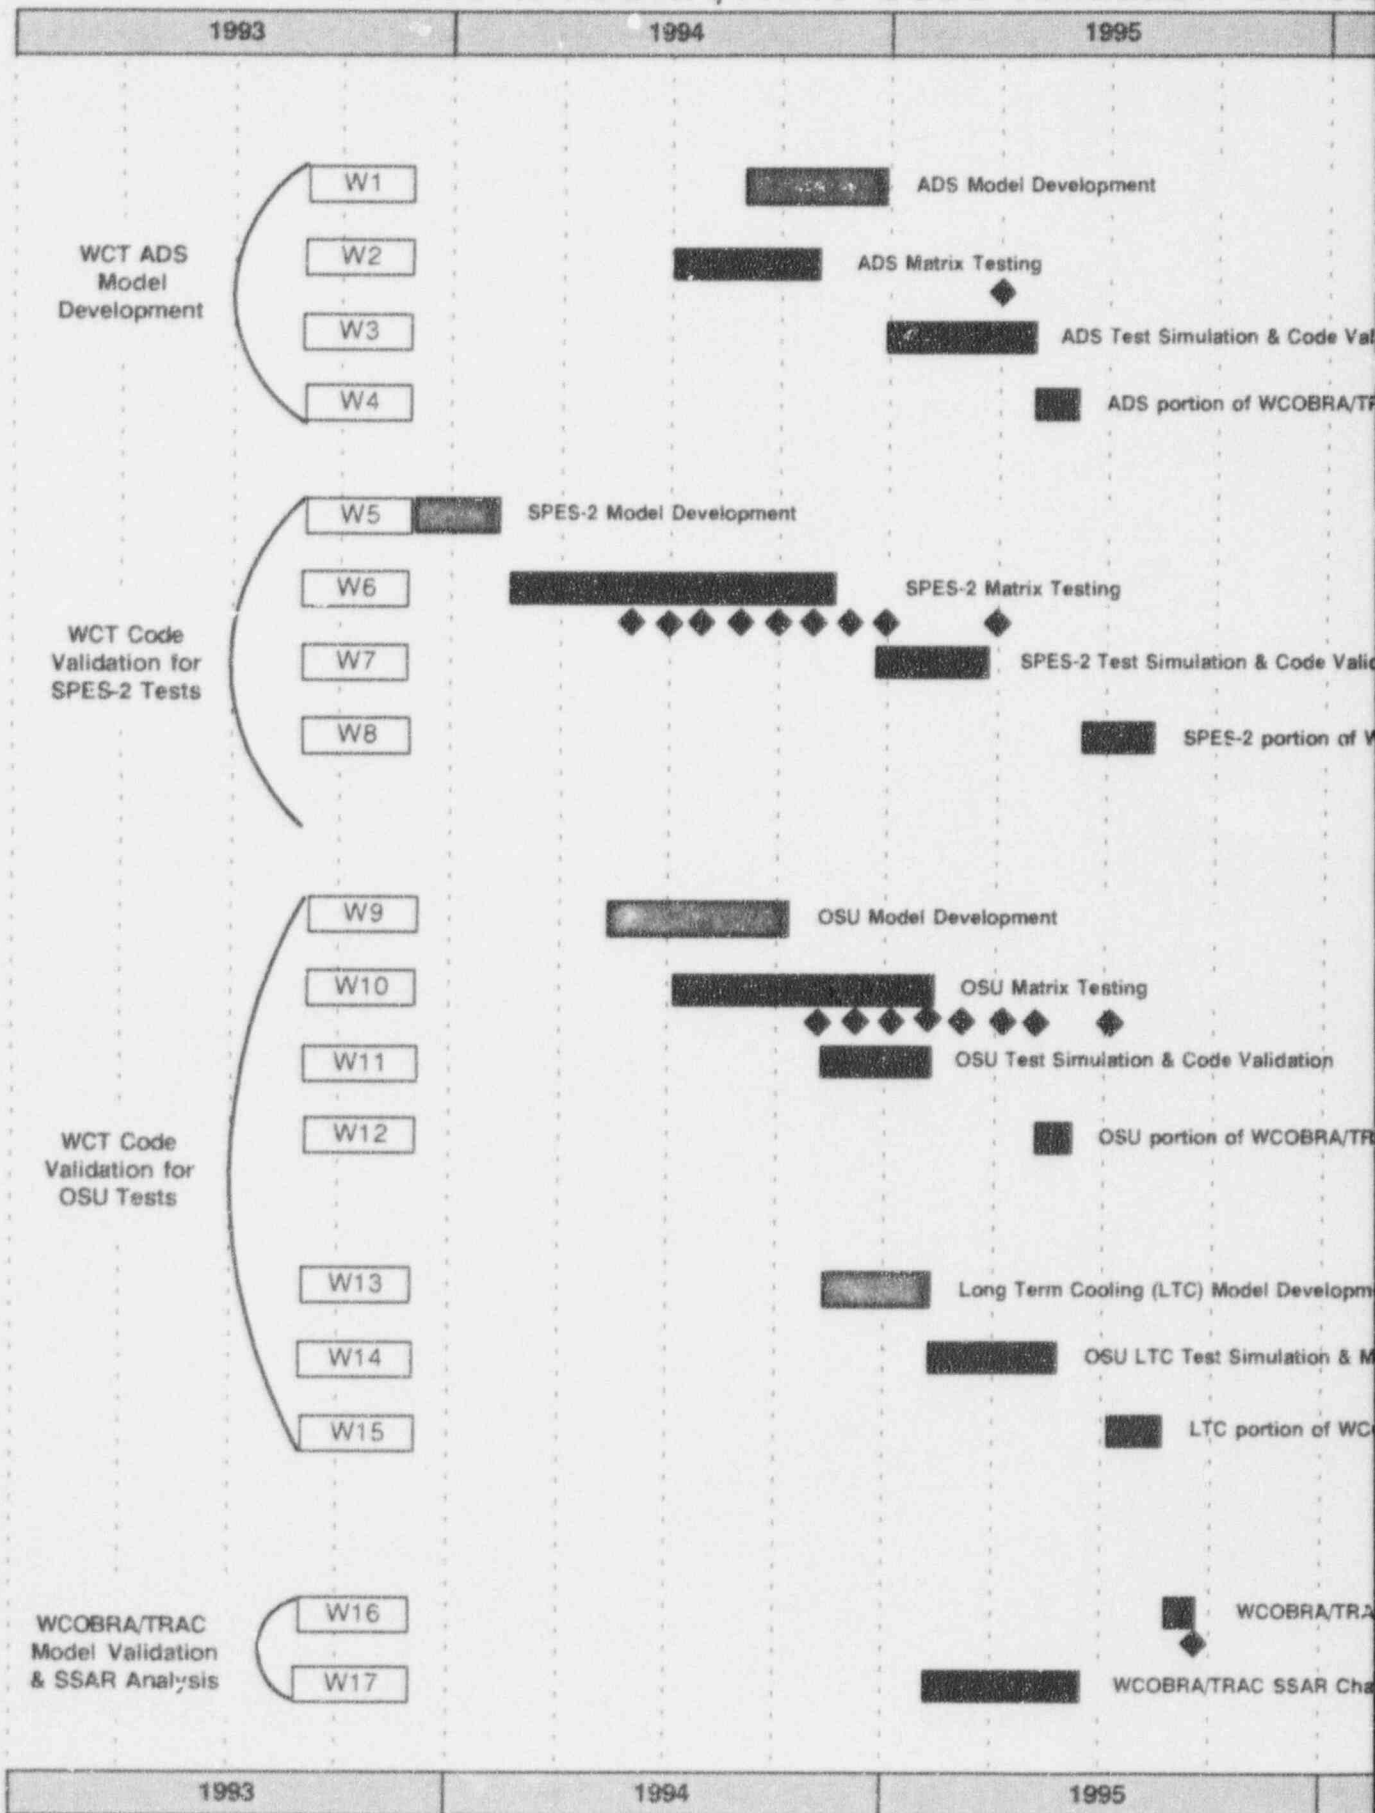 1993 1994 1995
W1 ADS Model Development
WCT ADS
Model
Development
W2 ADS Matrix Testing
W3 ADS Test Simulation & Code Val
W4 ADS portion of WCOBRA/TR
W5 SPES-2 Model Development
W6 SPES-2 Matrix Testing
WCT Code
Validation for
SPES-2 Tests
W7 SPES-2 Test Simulation & Code Valid
W8 SPES-2 portion of W
W9 OSU Model Development
W10 OSU Matrix Testing
W11 OSU Test Simulation & Code Validation
W12 OSU portion of WCOBRA/TR
WCT Code
Validation for
OSU Tests
W13 Long Term Cooling (LTC) Model Developm
W14 OSU LTC Test Simulation & M
W15 LTC portion of WC
W16 WCOBRA/TRA
WCOBRA/TRAC
Model Validation
& SSAR Analysis
W17 WCOBRA/TRAC SSAR Cha
1993 1994 1995